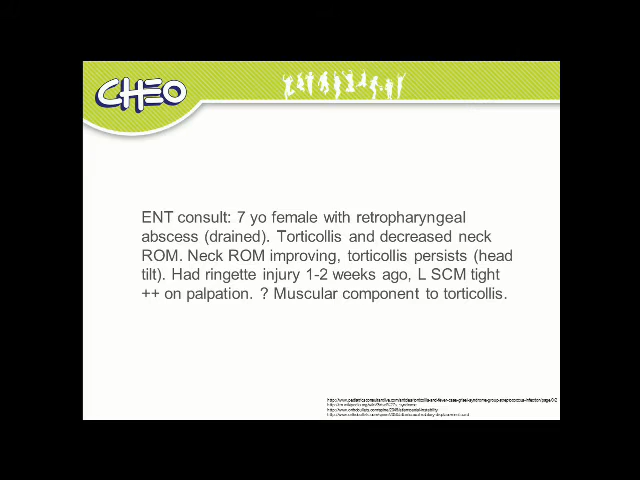 CHEO
ENT consult: 7 yo female with retropharyngeal
abscess (drained). Torticollis and decreased neck
ROM. Neck ROM improving, torticollis persists (head
tilt). Had ringette injury 1-2 weeks ago, L SCM tight
++ on palpation. ? Muscular component to torticollis.